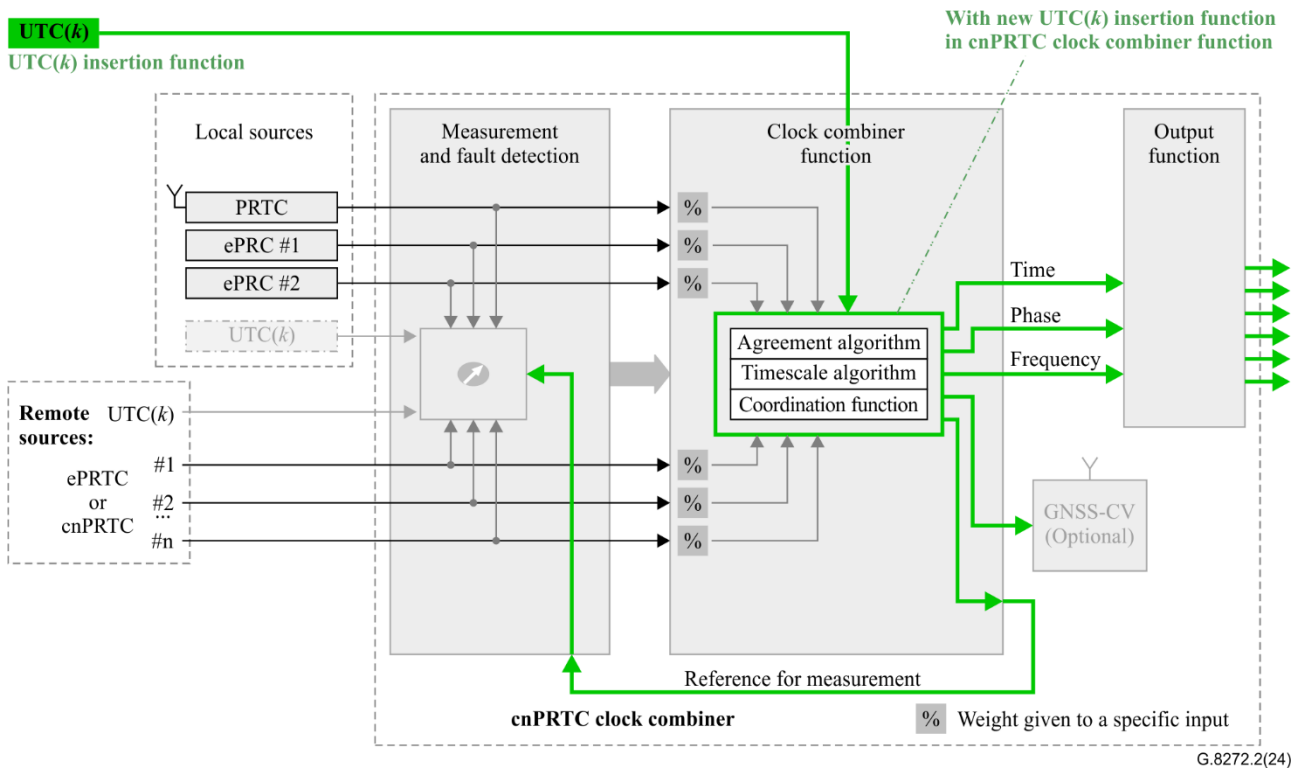 UTC(k)
UTC(k) insertion function
With new UTC(k) insertion function
in cnPRTC clock combiner function
Local sources
Measurement
and fault detection
Clock combiner
function
Output
function
PRTC
ePRC #1
ePRC #2
UTC(k)
%
%
%
Agreement algorithm
Timescale algorithm
Coordination function
Time
Phase
Frequency
Remote
sources:
UTC(k)
ePRTC
or
cnPRTC
#1
#2
...
#n
%
%
%
GNSS-CV
(Optional)
Reference for measurement
cnPRTC clock combiner
% Weight given to a specific input
G.8272.2(24)